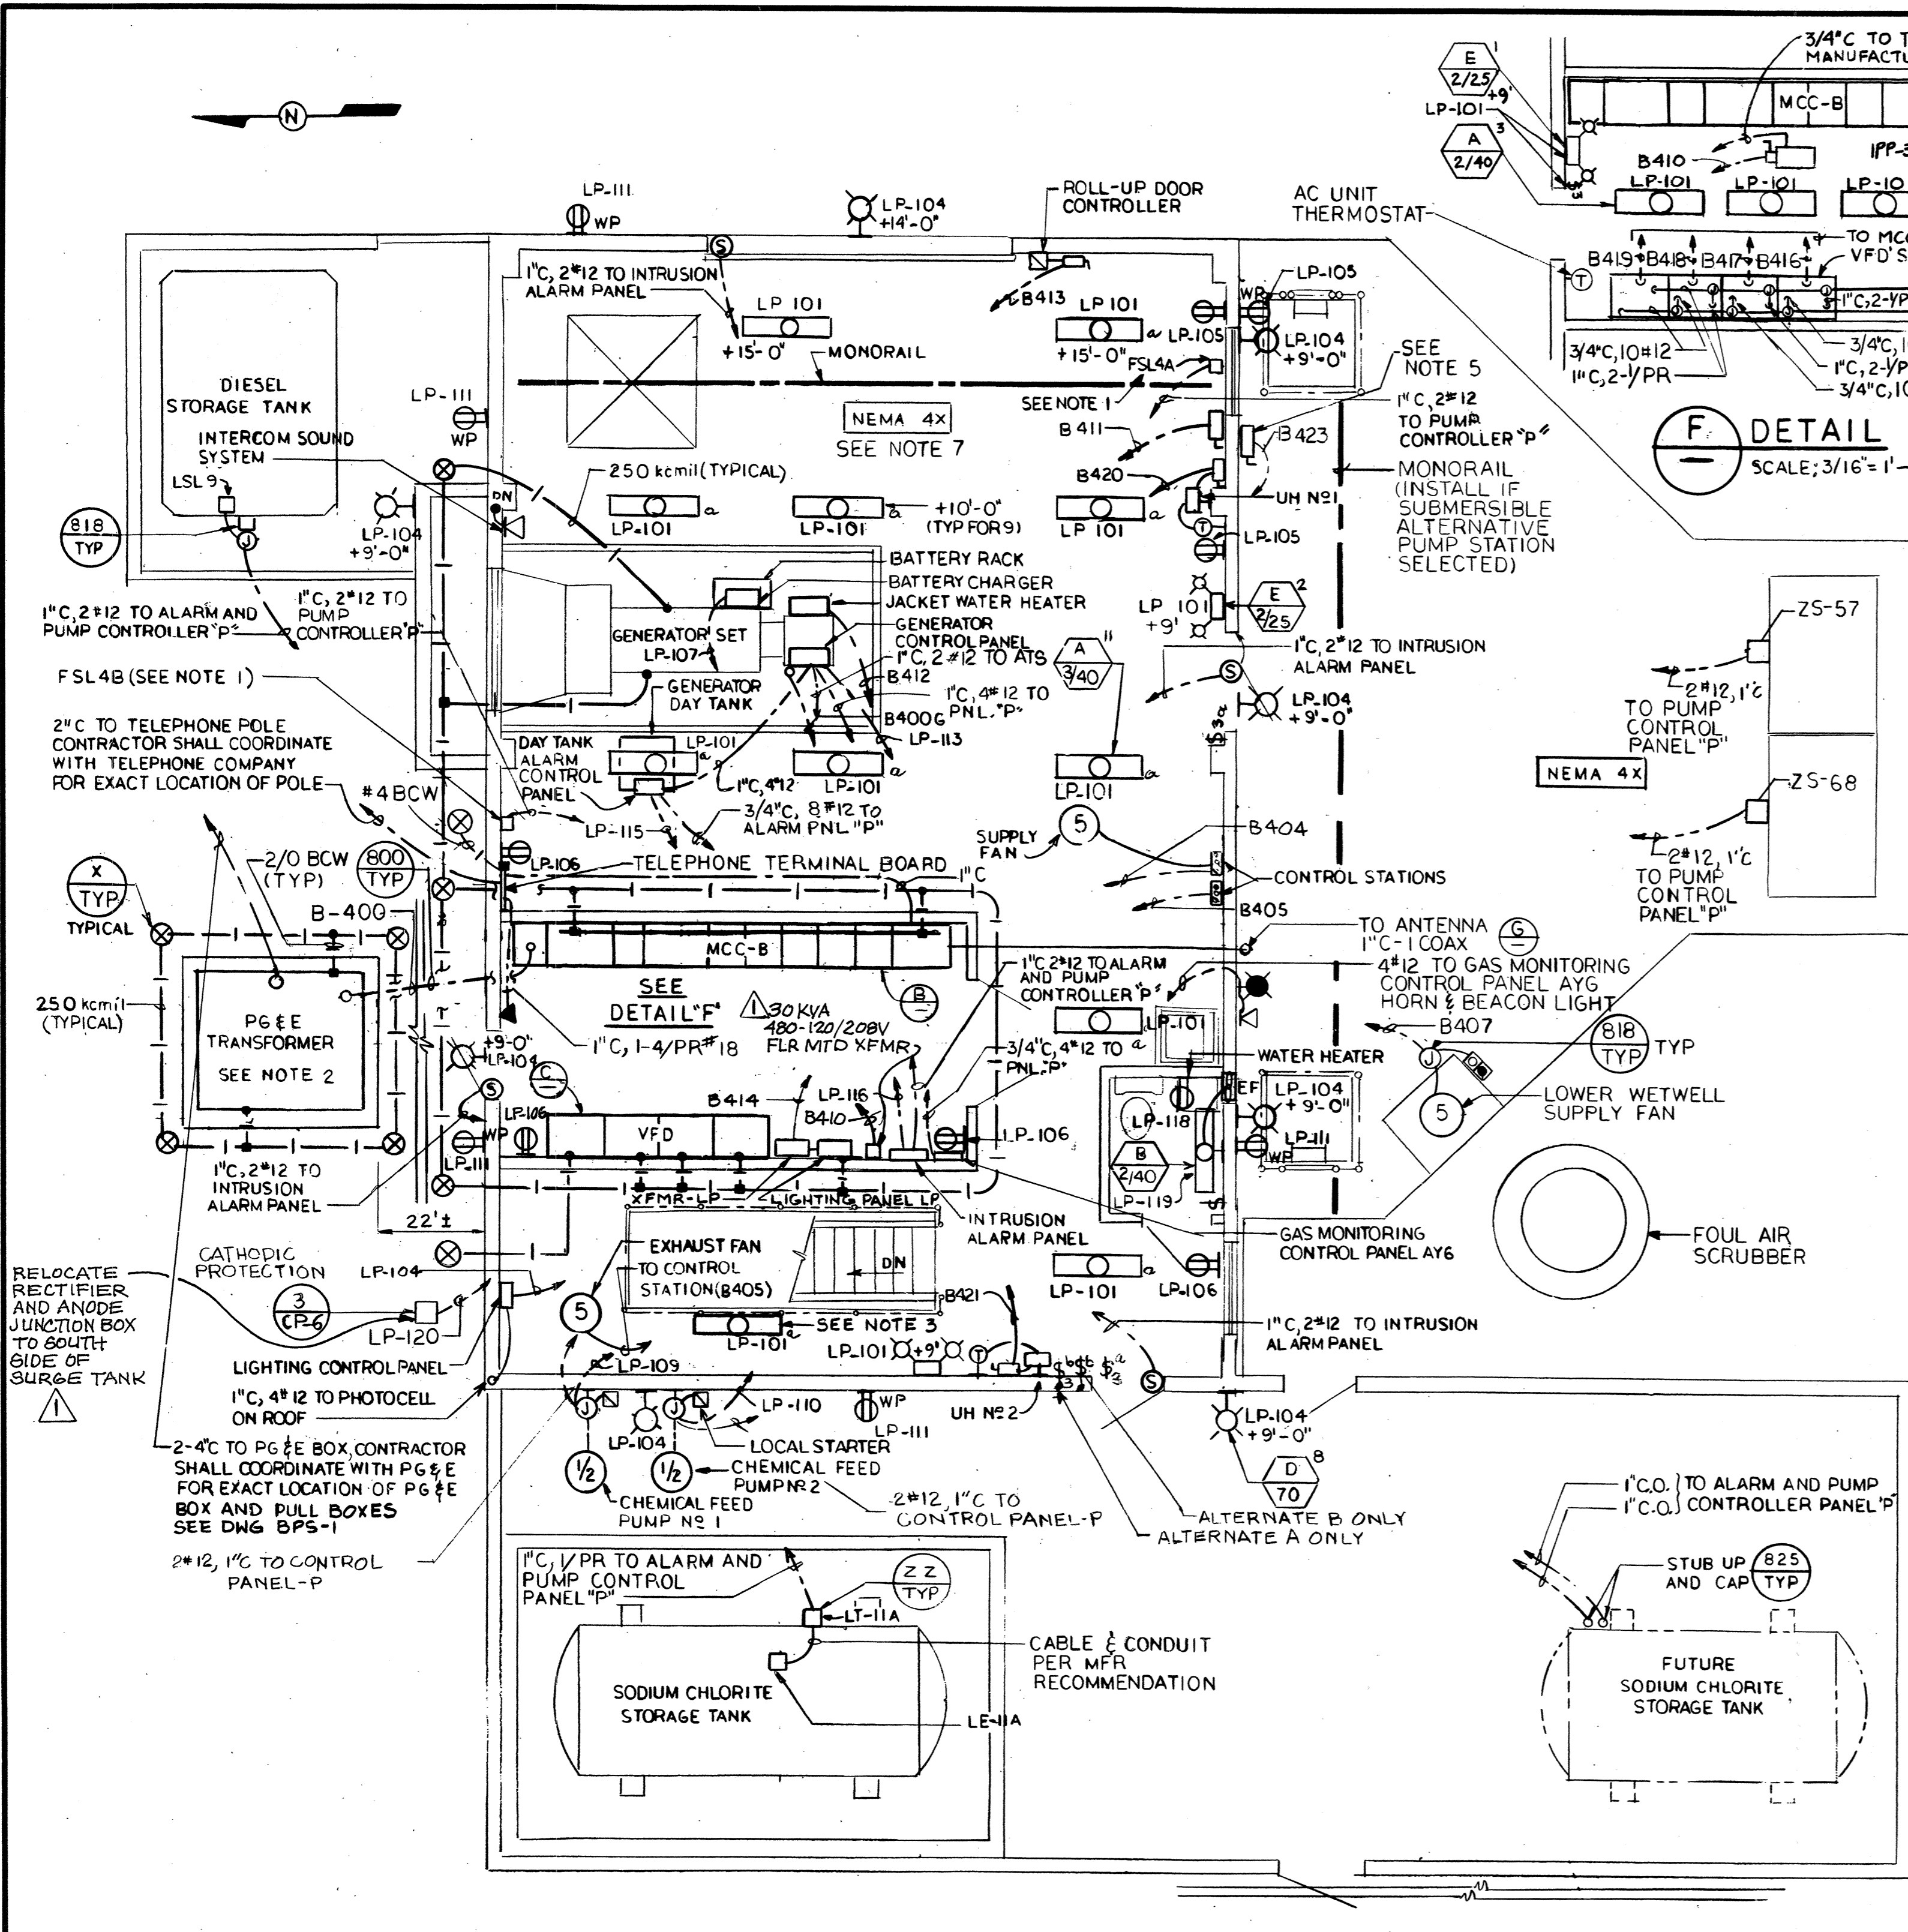 N
3/4"C TO T
MANUFACTU
E
1
2/25
+9'
LP-101
A
3
2/40
MCC-B
B410
1PP-3
LP-101
LP-101
LP-10
TO MC
VFD'S
B419
B418
B417
B416
T
1"C, 2-1/P
3/4"C, 10#12
1"C, 2-1/PR
3/4"C, 1
1"C, 2-1/P
3/4"C, 10
F
DETAIL
SCALE; 3/16"= 1'-
AC UNIT
THERMOSTAT
LP-111
WP
LP-104
+14'-0"
ROLL-UP DOOR
CONTROLLER
S
1"C, 2#12 TO INTRUSION
ALARM PANEL
LP 101
+15'-0"
B413
LP 101
a
+15'-0"
LP-105
WP
LP-105
LP-104
+9'-0"
FSL4A
SEE NOTE 1
SEE
NOTE 5
MONORAIL
NEMA 4X
SEE NOTE 7
1"C, 2#12
TO PUMP
CONTROLLER "P"
B411
B423
B420
UH Nº1
T
LP-105
MONORAIL
(INSTALL IF
SUBMERSIBLE
ALTERNATIVE
PUMP STATION
SELECTED)
DIESEL
STORAGE TANK
INTERCOM SOUND
SYSTEM
LSL 9
LP-111
WP
818
TYP
J
LP-104
+9'-0"
DN
250 kcmil (TYPICAL)
LP-101
a
LP-101
a
+10'-0"
(TYP FOR 9)
LP 101
a
BATTERY RACK
BATTERY CHARGER
JACKET WATER HEATER
GENERATOR
CONTROL PANEL
1"C, 2#12 TO ATS
B412
1"C, 4#12 TO
PNL."P"
B400G
LP-113
GENERATOR SET
LP-107
GENERATOR
DAY TANK
1"C, 2#12 TO ALARM AND
PUMP CONTROLLER "P"
1"C, 2#12 TO
PUMP
CONTROLLER "P"
FSL4B (SEE NOTE 1)
2"C TO TELEPHONE POLE
CONTRACTOR SHALL COORDINATE
WITH TELEPHONE COMPANY
FOR EXACT LOCATION OF POLE
DAY TANK
ALARM
CONTROL
PANEL
LP-101
a
LP-101
a
1"C, 4#12
3/4"C, 8#12 TO
ALARM PNL "P"
LP-115
LP 101
+9'
E
2
2/25
A
11
3/40
1"C, 2#12 TO INTRUSION
ALARM PANEL
S
LP-104
+9'-0"
$3a
LP-101
a
ZS-57
2#12, 1"C
TO PUMP
CONTROL
PANEL "P"
NEMA 4X
ZS-68
2#12, 1"C
TO PUMP
CONTROL
PANEL "P"
#4 BCW
2/0 BCW
(TYP)
800
TYP
X
TYP
TYPICAL
B-400
LP-106
TELEPHONE TERMINAL BOARD
1"C
SUPPLY
FAN
5
B404
CONTROL STATIONS
B405
TO ANTENNA
1"C-1 COAX
G
4#12 TO GAS MONITORING
CONTROL PANEL AYG
HORN & BEACON LIGHT
MCC-B
SEE
DETAIL "F"
B
1
30 KVA
480-120/208V
FLR MTD XFMR
1"C 2#12 TO ALARM
AND PUMP
CONTROLLER "P"
LP-101
a
3/4"C, 4#12 TO
PNL."P"
250 kcmil
(TYPICAL)
PG&E
TRANSFORMER
SEE NOTE 2
1"C, 1-4/PR#18
+9'-0"
LP-104
C
S
LP-106
WP
LP-111
1"C, 2#12 TO
INTRUSION
ALARM PANEL
22'±
VFD
B414
LP-116
B410
LP-106
WATER HEATER
EF
LP-118
B
2/40
LP-119
$
LP-104
+9'-0"
LP-111
WP
B407
818
TYP
TYP
J
5
LOWER WETWELL
SUPPLY FAN
FOUL AIR
SCRUBBER
XFMR-LP
LIGHTING PANEL LP
INTRUSION
ALARM PANEL
GAS MONITORING
CONTROL PANEL AYG
CATHODIC
PROTECTION
RELOCATE
RECTIFIER
AND ANODE
JUNCTION BOX
TO SOUTH
SIDE OF
SURGE TANK
1
3
CP-6
LP-120
LP-104
EXHAUST FAN
TO CONTROL
STATION (B405)
5
DN
LP-101
a
LP-106
B421
LP-101
a
SEE NOTE 3
LP-101
+9'
T
LP-109
LIGHTING CONTROL PANEL
1"C, 4#12 TO PHOTOCELL
ON ROOF
1"C, 2#12 TO INTRUSION
ALARM PANEL
S
UH Nº2
J
J
LP-104
LP-110
WP
LP-111
LOCAL STARTER
1/2
1/2
CHEMICAL FEED
PUMP Nº2
CHEMICAL FEED
PUMP Nº 1
2-4"C TO PG&E BOX, CONTRACTOR
SHALL COORDINATE WITH PG&E
FOR EXACT LOCATION OF PG&E
BOX AND PULL BOXES
SEE DWG BPS-1
2#12, 1"C TO CONTROL
PANEL-P
2#12, 1"C TO
CONTROL PANEL-P
LP-104
+9'-0"
D
8
70
ALTERNATE B ONLY
ALTERNATE A ONLY
1"C, 1/PR TO ALARM AND
PUMP CONTROL
PANEL "P"
ZZ
TYP
LT-11A
CABLE & CONDUIT
PER MFR
RECOMMENDATION
SODIUM CHLORITE
STORAGE TANK
LE-11A
1"C.O. } TO ALARM AND PUMP
1"C.O. } CONTROLLER PANEL "P"
STUB UP
AND CAP
825
TYP
FUTURE
SODIUM CHLORITE
STORAGE TANK